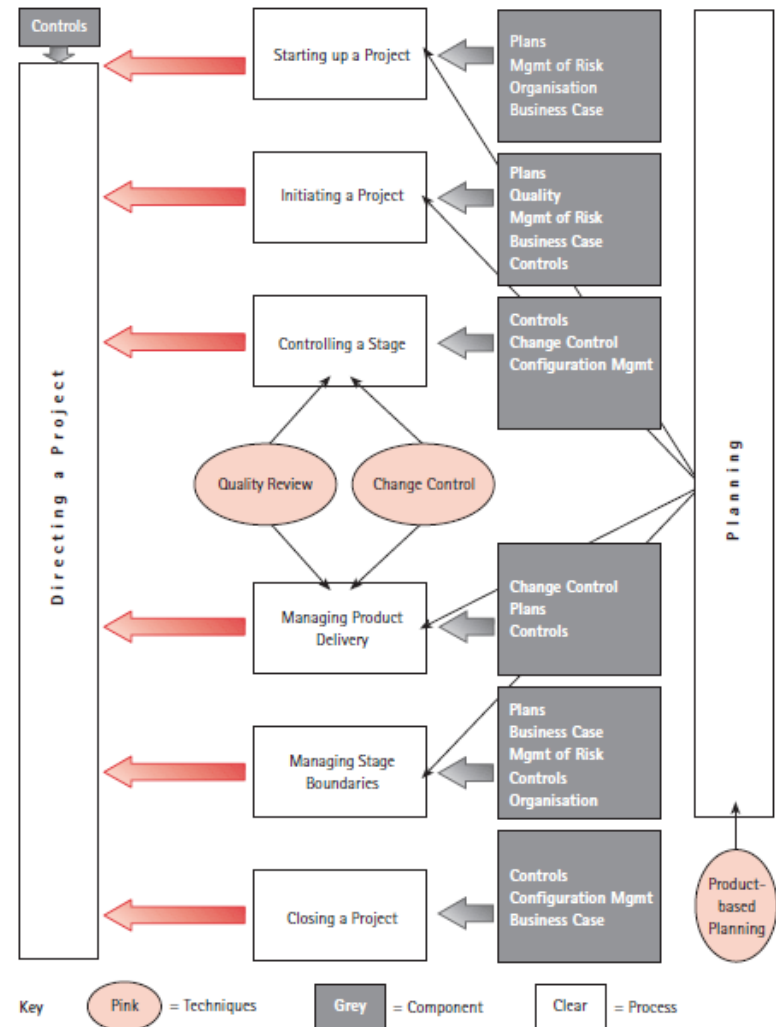 Controls
Starting up a Project
Plans
Mgmt of Risk
Organisation
Business Case
Initiating a Project
Plans
Quality
Mgmt of Risk
Business Case
Controls
Controlling a Stage
Controls
Change Control
Configuration Mgmt
Directing a Project
Planning
Quality Review
Change Control
Managing Product
Delivery
Change Control
Plans
Controls
Managing Stage
Boundaries
Plans
Business Case
Mgmt of Risk
Controls
Organisation
Closing a Project
Controls
Configuration Mgmt
Business Case
Product-
based
Planning
Key
Pink
= Techniques
Grey
= Component
Clear
= Process